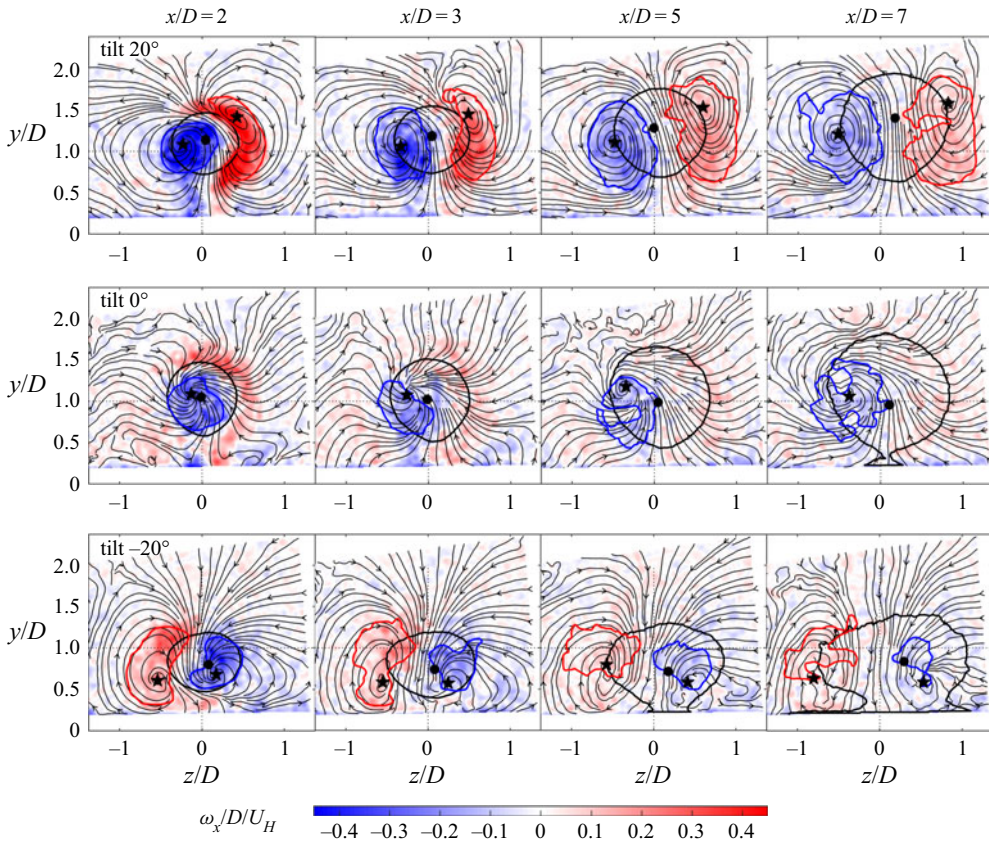 x/D = 2 x/D = 3 x/D = 5 x/D = 7
tilt 20°
2.0
1.5
y/D
1.0
0.5
0
–1 0 1 –1 0 1 –1 0 1 –1 0 1
tilt 0°
2.0
1.5
y/D
1.0
0.5
0
–1 0 1 –1 0 1 –1 0 1 –1 0 1
tilt –20°
2.0
1.5
y/D
1.0
0.5
0
–1 0 1 –1 0 1 –1 0 1 –1 0 1
z/D z/D z/D z/D
ω_x/D/U_H
–0.4 –0.3 –0.2 –0.1 0 0.1 0.2 0.3 0.4